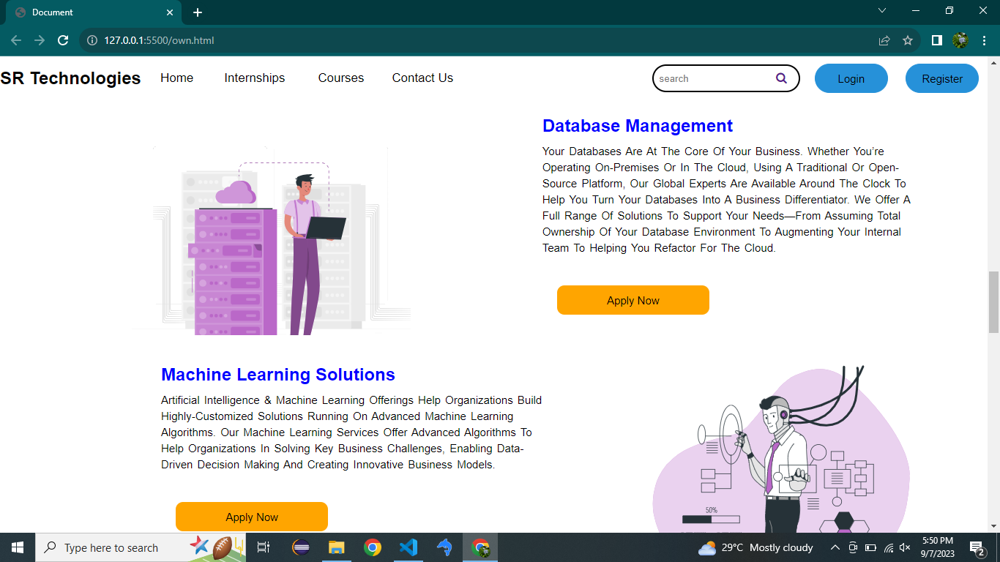 Document
127.0.0.1:5500/own.html
SR Technologies Home Internships Courses Contact Us search Login Register
Database Management
Your Databases Are At The Core Of Your Business. Whether You're
Operating On-Premises Or In The Cloud, Using A Traditional Or Open-
Source Platform, Our Global Experts Are Available Around The Clock To
Help You Turn Your Databases Into A Business Differentiator. We Offer A
Full Range Of Solutions To Support Your Needs—From Assuming Total
Ownership Of Your Database Environment To Augmenting Your Internal
Team To Helping You Refactor For The Cloud.
Apply Now
Machine Learning Solutions
Artificial Intelligence & Machine Learning Offerings Help Organizations Build
Highly-Customized Solutions Running On Advanced Machine Learning
Algorithms. Our Machine Learning Services Offer Advanced Algorithms To
Help Organizations In Solving Key Business Challenges, Enabling Data-
Driven Decision Making And Creating Innovative Business Models.
Apply Now
50%
Type here to search
29°C Mostly cloudy
5:50 PM
9/7/2023
2